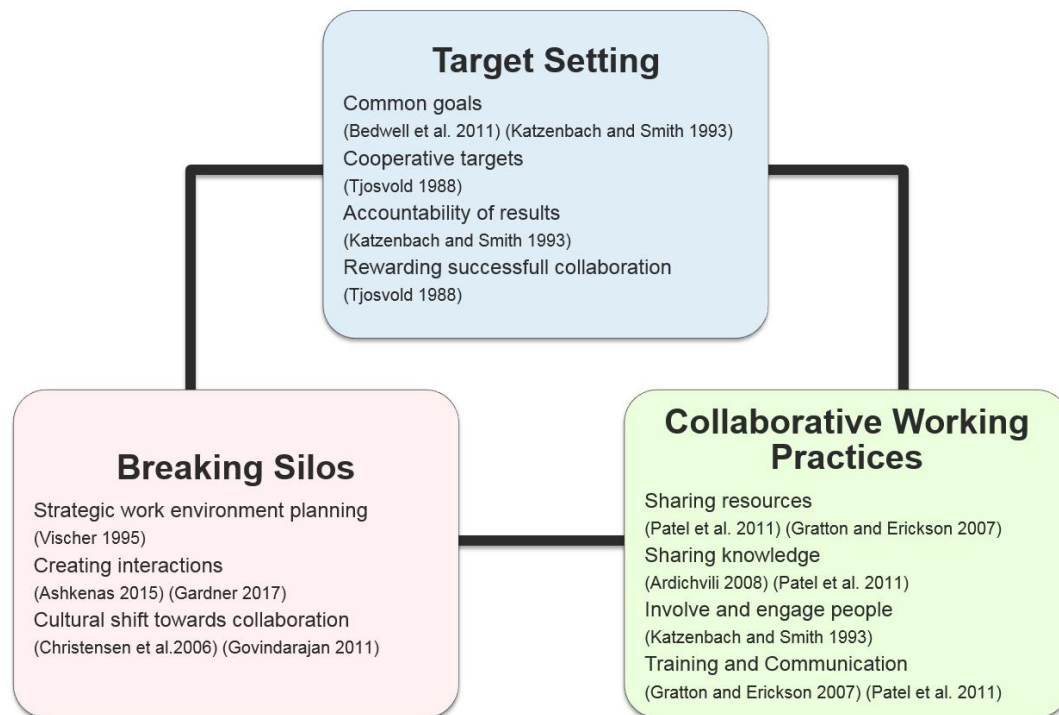 Target Setting
Common goals
(Bedwell et al. 2011) (Katzenbach and Smith 1993)
Cooperative targets
(Tjosvold 1988)
Accountability of results
(Katzenbach and Smith 1993)
Rewarding successfull collaboration
(Tjosvold 1988)
Breaking Silos
Strategic work environment planning
(Vischer 1995)
Creating interactions
(Ashkenas 2015) (Gardner 2017)
Cultural shift towards collaboration
(Christensen et al.2006) (Govindarajan 2011)
Collaborative Working
Practices
Sharing resources
(Patel et al. 2011) (Gratton and Erickson 2007)
Sharing knowledge
(Ardichvili 2008) (Patel et al. 2011)
Involve and engage people
(Katzenbach and Smith 1993)
Training and Communication
(Gratton and Erickson 2007) (Patel et al. 2011)